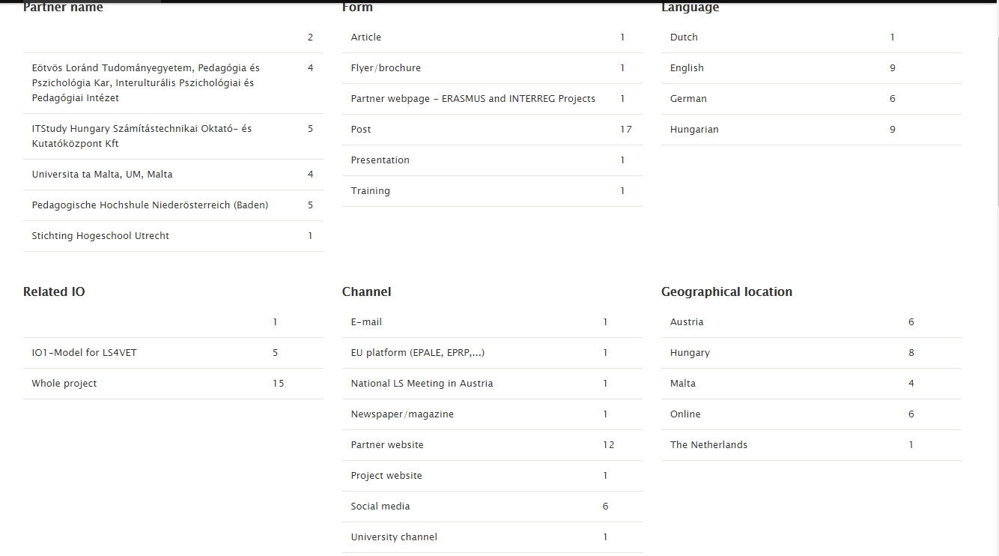 Partner name
2
Eötvös Loránd Tudományegyetem, Pedagógia és 4
Pszichológia Kar, Interulturális Pszichológiai és
Pedagógiai Intézet
ITStudy Hungary Számítástechnikai Oktató- és 5
Kutatóközpont Kft
Universita ta Malta, UM, Malta 4
Pedagogische Hochshule Niederösterreich (Baden) 5
Stichting Hogeschool Utrecht 1
Form
Article 1
Flyer/brochure 1
Partner webpage - ERASMUS and INTERREG Projects 1
Post 17
Presentation 1
Training 1
Language
Dutch 1
English 9
German 6
Hungarian 9
Related IO
1
IO1-Model for LS4VET 5
Whole project 15
Channel
E-mail 1
EU platform (EPALE, EPRP,...) 1
National LS Meeting in Austria 1
Newspaper/magazine 1
Partner website 12
Project website 1
Social media 6
University channel 1
Geographical location
Austria 6
Hungary 8
Malta 4
Online 6
The Netherlands 1